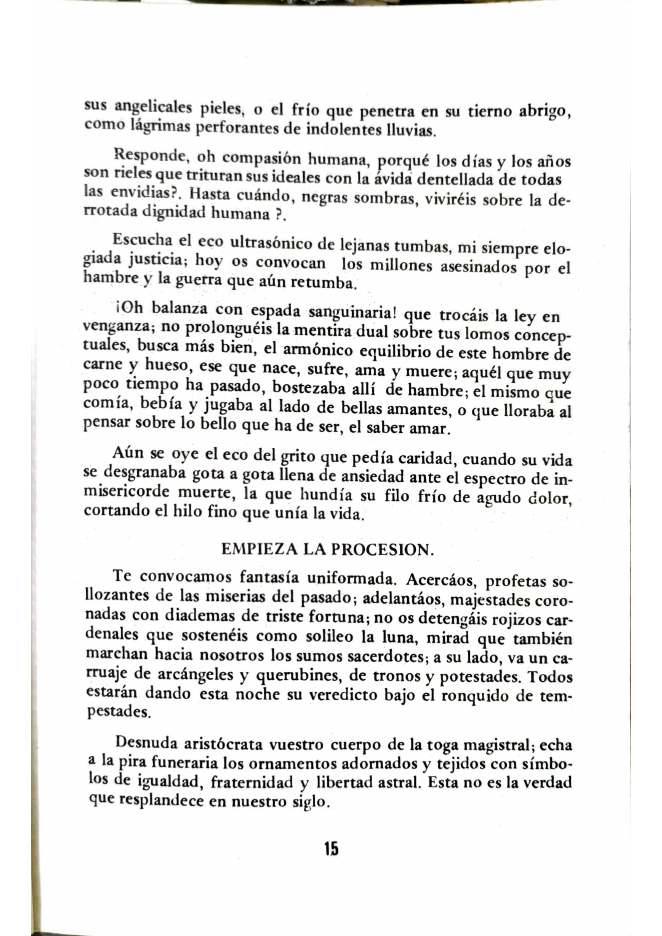 sus angelicales pieles, o el frío que penetra en su tierno abrigo,
como lágrimas perforantes de indolentes lluvias.
Responde, oh compasión humana, porqué los días y los años
son rieles que trituran sus ideales con la ávida dentellada de todas
las envidias?. Hasta cuándo, negras sombras, viviréis sobre la de-
rrotada dignidad humana ?.
Escucha el eco ultrasónico de lejanas tumbas, mi siempre elo-
giada justicia; hoy os convocan los millones asesinados por el
hambre y la guerra que aún retumba.
¡Oh balanza con espada sanguinaria! que trocáis la ley en
venganza; no prolonguéis la mentira dual sobre tus lomos concep-
tuales, busca más bien, el armónico equilibrio de este hombre de
carne y hueso, ese que nace, sufre, ama y muere; aquél que muy
poco tiempo ha pasado, bostezaba allí de hambre; el mismo que
comía, bebía y jugaba al lado de bellas amantes, o que lloraba al
pensar sobre lo bello que ha de ser, el saber amar.
Aún se oye el eco del grito que pedía caridad, cuando su vida
se desgranaba gota a gota llena de ansiedad ante el espectro de in-
misericorde muerte, la que hundía su filo frío de agudo dolor,
cortando el hilo fino que unía la vida.
EMPIEZA LA PROCESION.
Te convocamos fantasía uniformada. Acercáos, profetas so-
llozantes de las miserias del pasado; adelantáos, majestades coro-
nadas con diademas de triste fortuna; no os detengáis rojizos car-
denales que sostenéis como solileo la luna, mirad que también
marchan hacia nosotros los sumos sacerdotes; a su lado, va un ca-
rruaje de arcángeles y querubines, de tronos y potestades. Todos
estarán dando esta noche su veredicto bajo el ronquido de tem-
pestades.
Desnuda aristócrata vuestro cuerpo de la toga magistral; echa
a la pira funeraria los ornamentos adornados y tejidos con símbo-
los de igualdad, fraternidad y libertad astral. Esta no es la verdad
que resplandece en nuestro siglo.
15